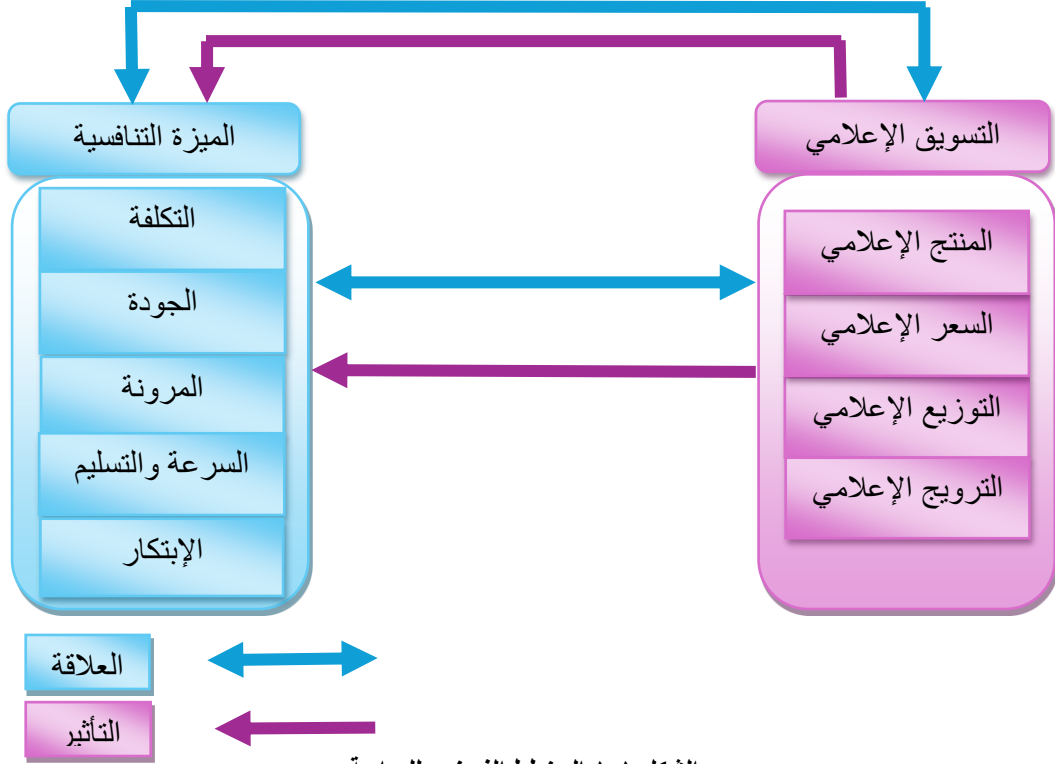 التسويق الإعلامي
المنتج الإعلامي
السعر الإعلامي
التوزيع الإعلامي
الترويج الإعلامي
الميزة التنافسية
التكلفة
الجودة
المرونة
السرعة والتسليم
الإبتكار
العلاقة
التأثير